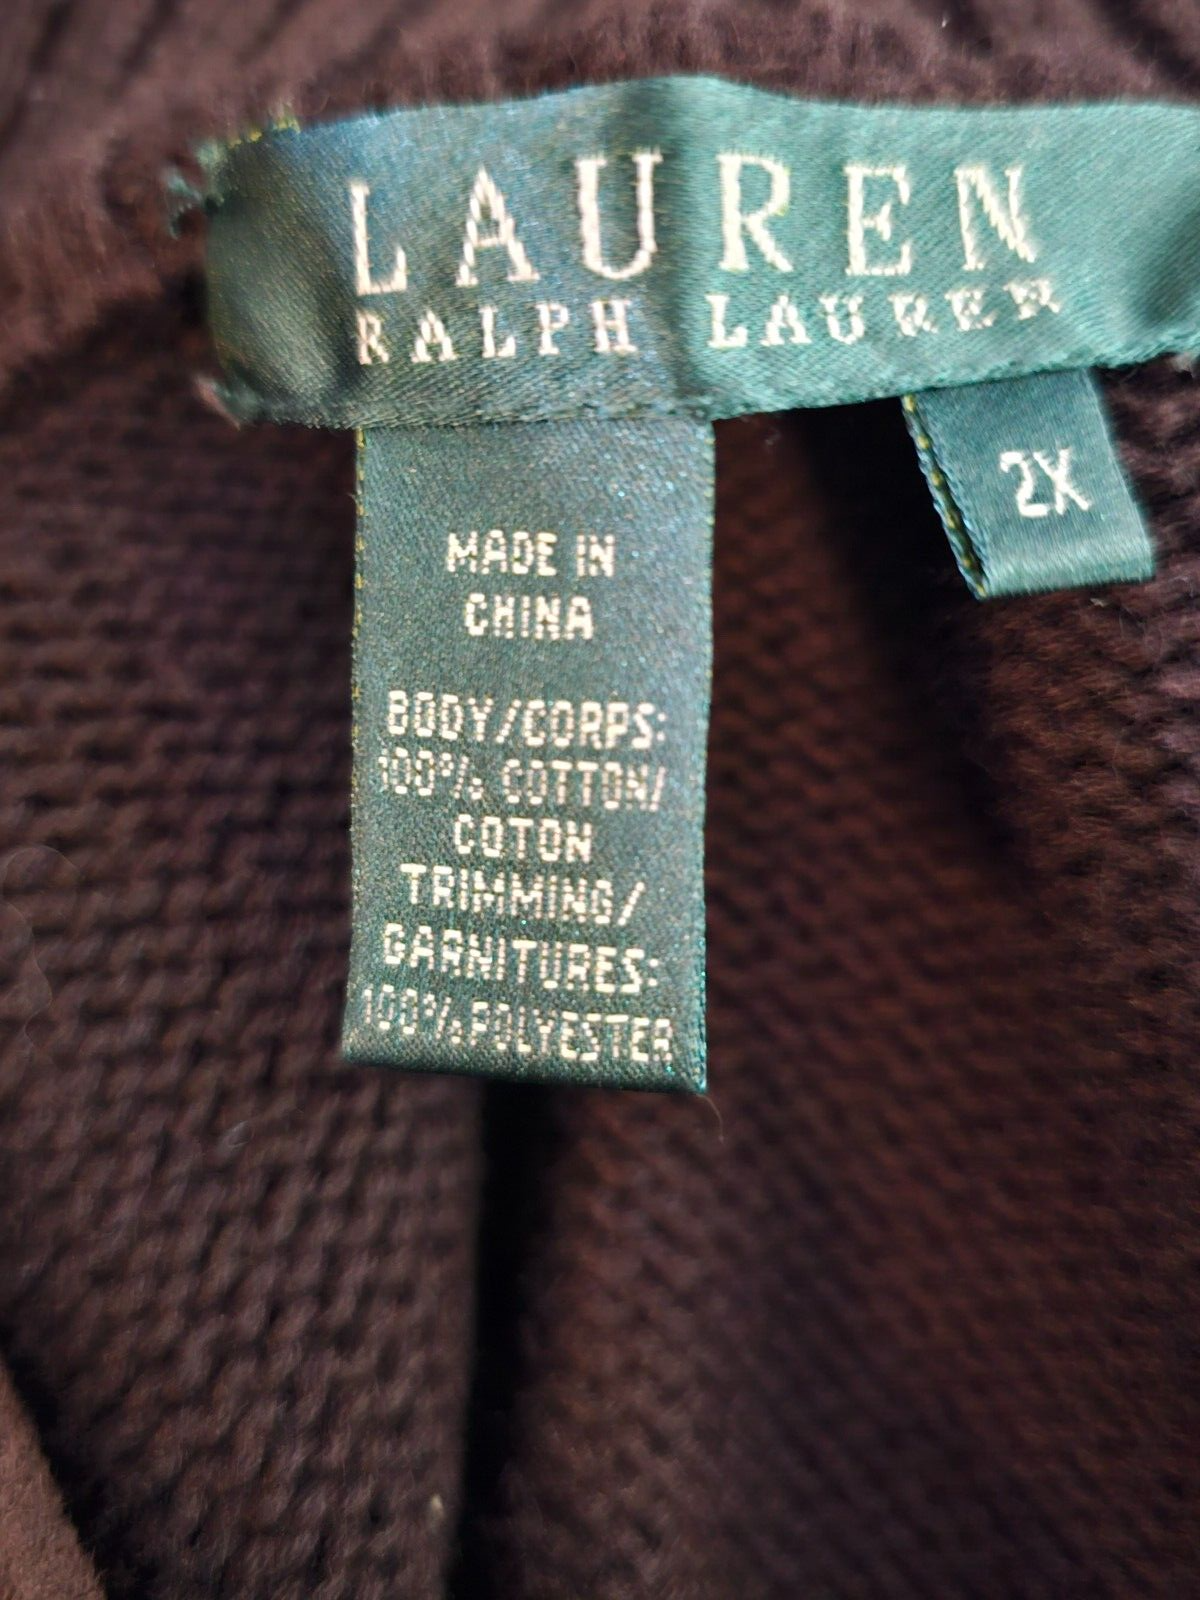 LAUREN
RALPH LAUREN
2X
MADE IN
CHINA
BODY/CORPS:
100% COTTON/
COTON
TRIMMING/
GARNITURES:
100% POLYESTER